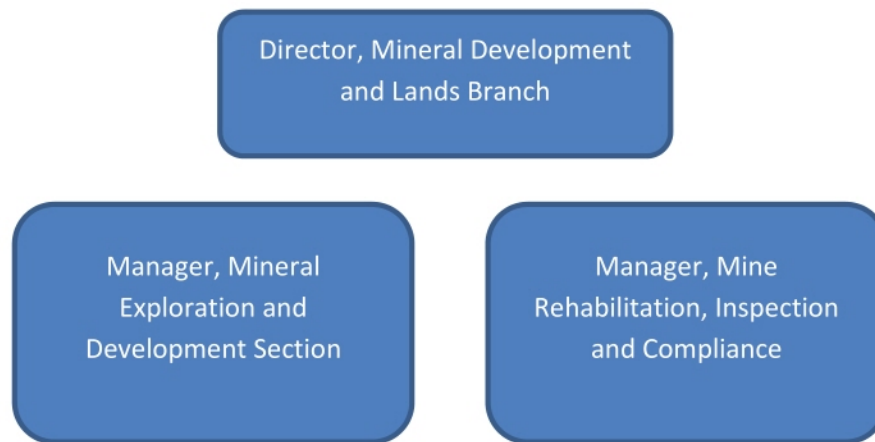 Director, Mineral Development
and Lands Branch
Manager, Mineral
Exploration and
Development Section
Manager, Mine
Rehabilitation, Inspection
and Compliance